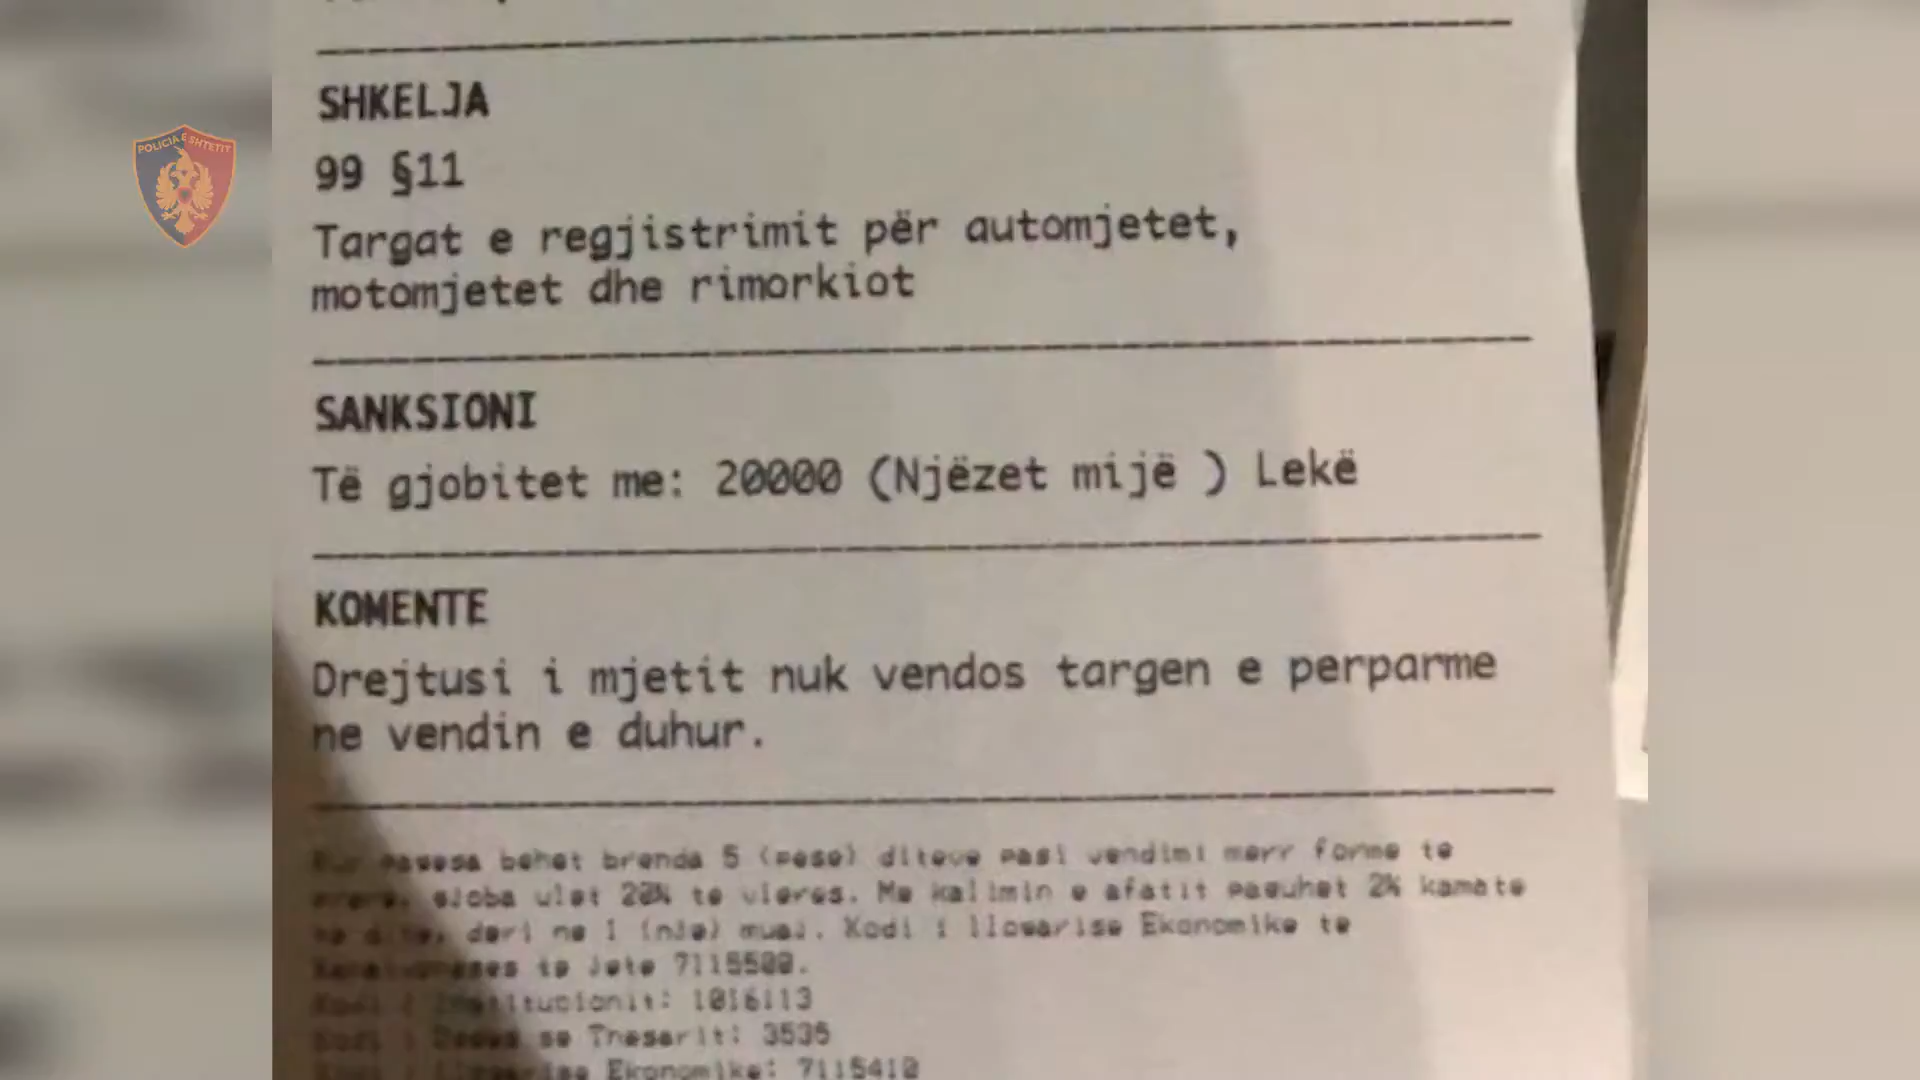 POLICIA E SHTETIT
SHKELJA
99 §11
Targat e regjistrimit për automjetet,
motomjetet dhe rimorkiot
SANKSIONI
Të gjobitet me: 20000 (Njëzet mijë ) Lekë
KOMENTE
Drejtusi i mjetit nuk vendos targen e perparme
ne vendin e duhur.
behet brenda 5 (pese) diteve pasi vendimi merr forme te
gjoba ulet 20% te vleres. Me kalimin e afatit paguhet 2% kamate
deri ne 1 (nje) muaj. Kodi i llogarise Ekonomike te
te jete 7115500.
Kodi i Institucionit: 1016113
Kodi i Deges se Thesarit: 3535
Ekonomike: 7115410